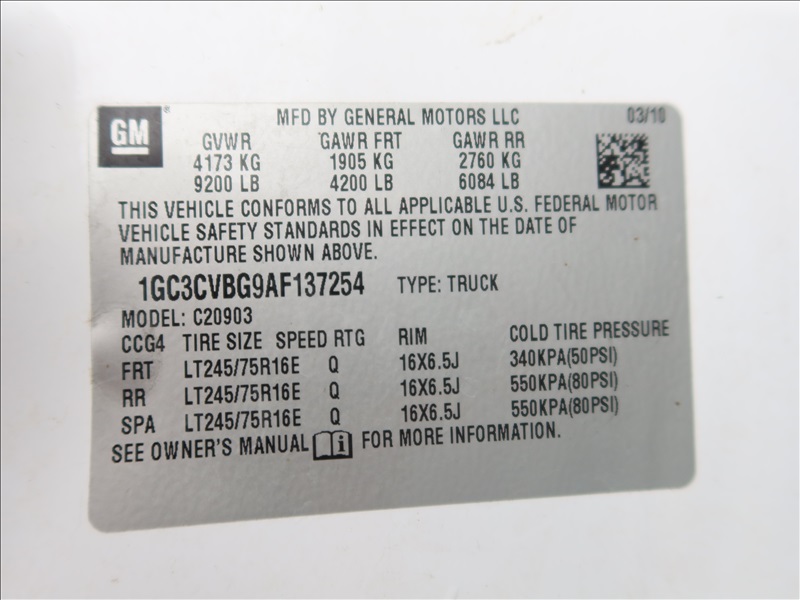 GM ® MFD BY GENERAL MOTORS LLC 03/10
GVWR GAWR FRT GAWR RR
4173 KG 1905 KG 2760 KG
9200 LB 4200 LB 6084 LB
THIS VEHICLE CONFORMS TO ALL APPLICABLE U.S. FEDERAL MOTOR
VEHICLE SAFETY STANDARDS IN EFFECT ON THE DATE OF
MANUFACTURE SHOWN ABOVE.
1GC3CVBG9AF137254 TYPE: TRUCK
MODEL: C20903
CCG4 TIRE SIZE SPEED RTG RIM COLD TIRE PRESSURE
FRT LT245/75R16E Q 16X6.5J 340KPA(50PSI)
RR LT245/75R16E Q 16X6.5J 550KPA(80PSI)
SPA LT245/75R16E Q 16X6.5J 550KPA(80PSI)
SEE OWNER'S MANUAL i FOR MORE INFORMATION.